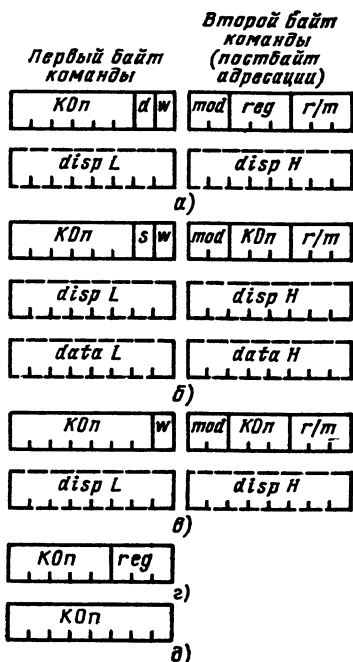 Первый байт команды
Второй байт команды (постбайт адресации)
КОп d w mod reg r/m
disp L disp H
а)
КОп s w mod КОп r/m
disp L disp H
data L data H
б)
КОп w mod КОп r/m
disp L disp H
в)
КОп reg
г)
КОп
д)